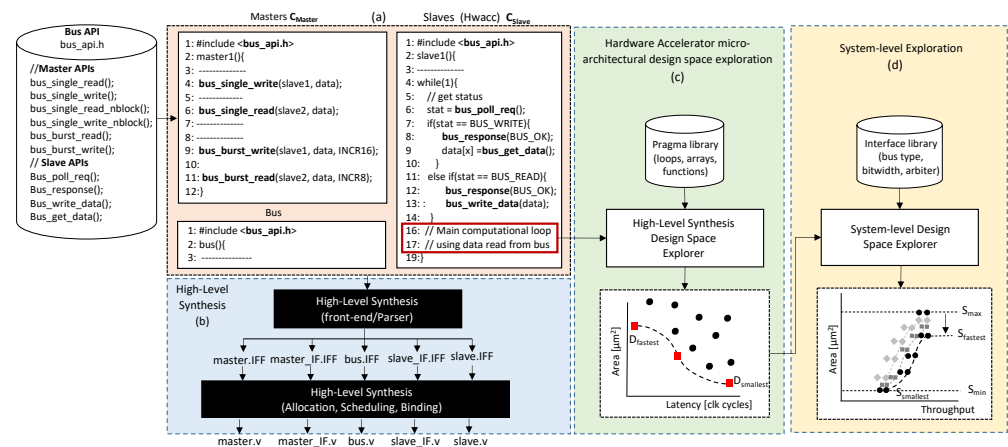 Bus API
bus_api.h
//Master APIs
bus_single_read();
bus_single_write();
bus_single_read_nblock();
bus_single_write_nblock();
bus_burst_read();
bus_burst_write();
// Slave APIs
Bus_poll_req();
Bus_response();
Bus_write_data();
Bus_get_data();
Masters C_Master
(a)
1: #include <bus_api.h>
2: master1(){
3: --------------
4: bus_single_write(slave1, data);
5: --------------
6: bus_single_read(slave2, data);
7: --------------
8: --------------
9: bus_burst_write(slave1, data, INCR16);
10:
11: bus_burst_read(slave2, data, INCR8);
12:}
Bus
1: #include <bus_api.h>
2: bus(){
3: --------------
Slaves (Hwacc) C_Slave
1: #include <bus_api.h>
2: slave1(){
3: --------------
4: while(1){
5: // get status
6: stat = bus_poll_req();
7: if(stat == BUS_WRITE){
8: bus_response(BUS_OK);
9 data[x] =bus_get_data();
10: }
11: else if(stat == BUS_READ){
12: bus_response(BUS_OK);
13: : bus_write_data(data);
14: }
16: // Main computational loop
17: // using data read from bus
19:}
High-Level
Synthesis
(b)
High-Level Synthesis
(front-end/Parser)
master.IFF master_IF.IFF bus.IFF slave_IF.IFF slave.IFF
High-Level Synthesis
(Allocation, Scheduling, Binding)
master.v master_IF.v bus.v slave_IF.v slave.v
Hardware Accelerator micro-
architectural design space
exploration
(c)
Pragma library
(loops, arrays,
functions)
High-Level Synthesis
Design Space
Explorer
Area [µm²]
D_fastest
D_smallest
Latency [clk cycles]
System-level Exploration
(d)
Interface library
(bus type,
bitwidth, arbiter)
System-level Design
Space Explorer
Area [µm²]
S_max
S_fastest
S_smallest
S_min
Throughput